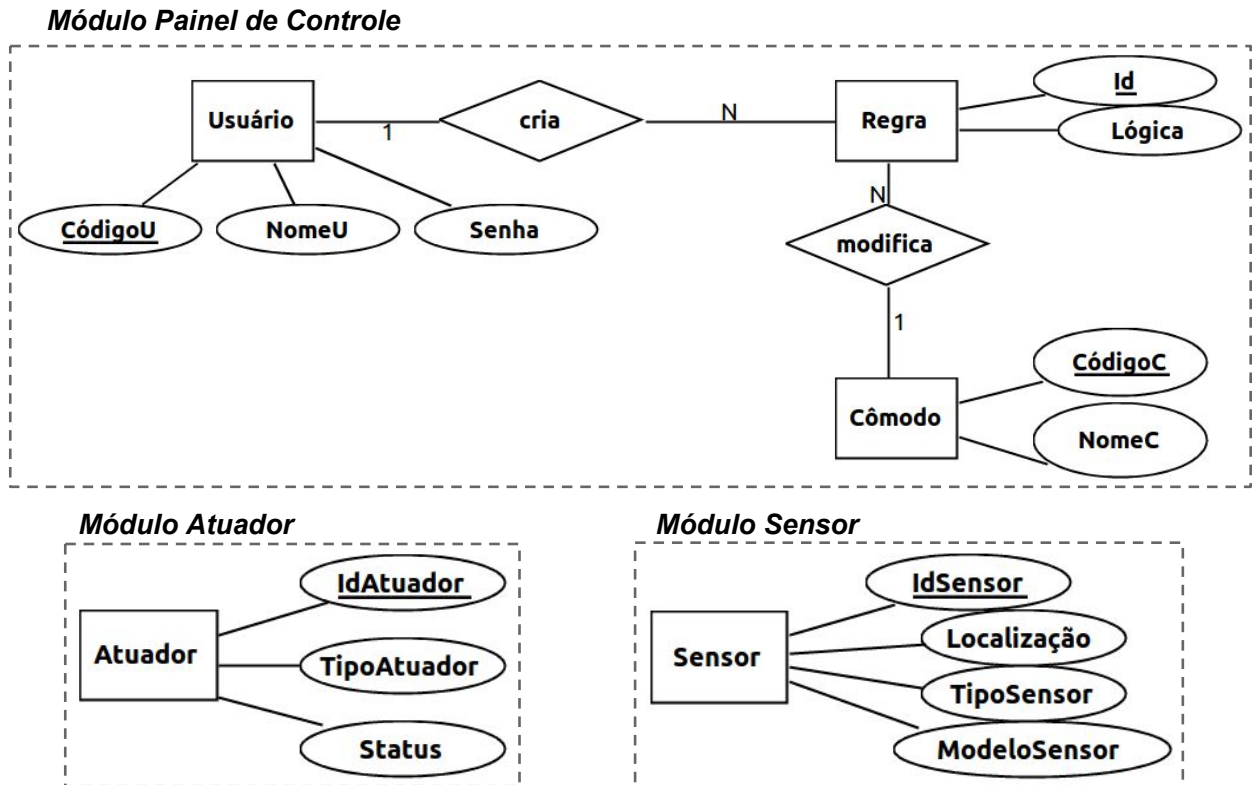 Módulo Painel de Controle
Usuário
1
cria
N
Regra
Id
Lógica
CódigoU
NomeU
Senha
N
modifica
1
Cômodo
CódigoC
NomeC
Módulo Atuador
Atuador
IdAtuador
TipoAtuador
Status
Módulo Sensor
Sensor
IdSensor
Localização
TipoSensor
ModeloSensor